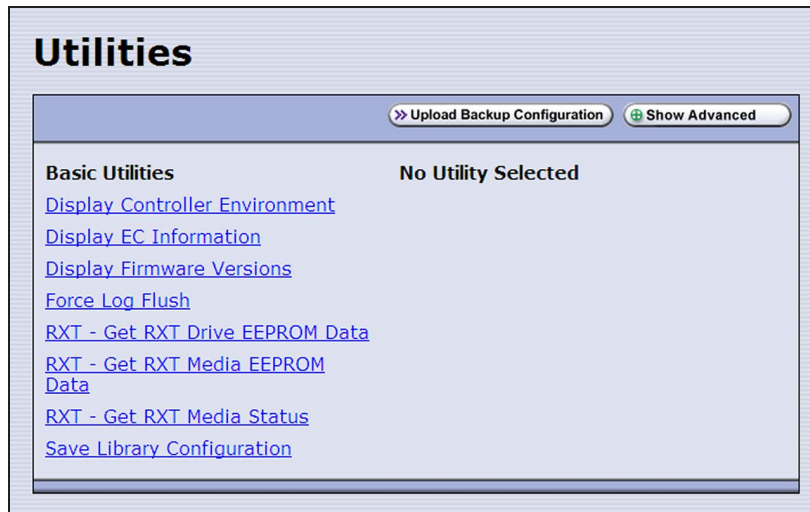 Utilities
Upload Backup Configuration
Show Advanced
Basic Utilities
No Utility Selected
Display Controller Environment
Display EC Information
Display Firmware Versions
Force Log Flush
RXT - Get RXT Drive EEPROM Data
RXT - Get RXT Media EEPROM
Data
RXT - Get RXT Media Status
Save Library Configuration